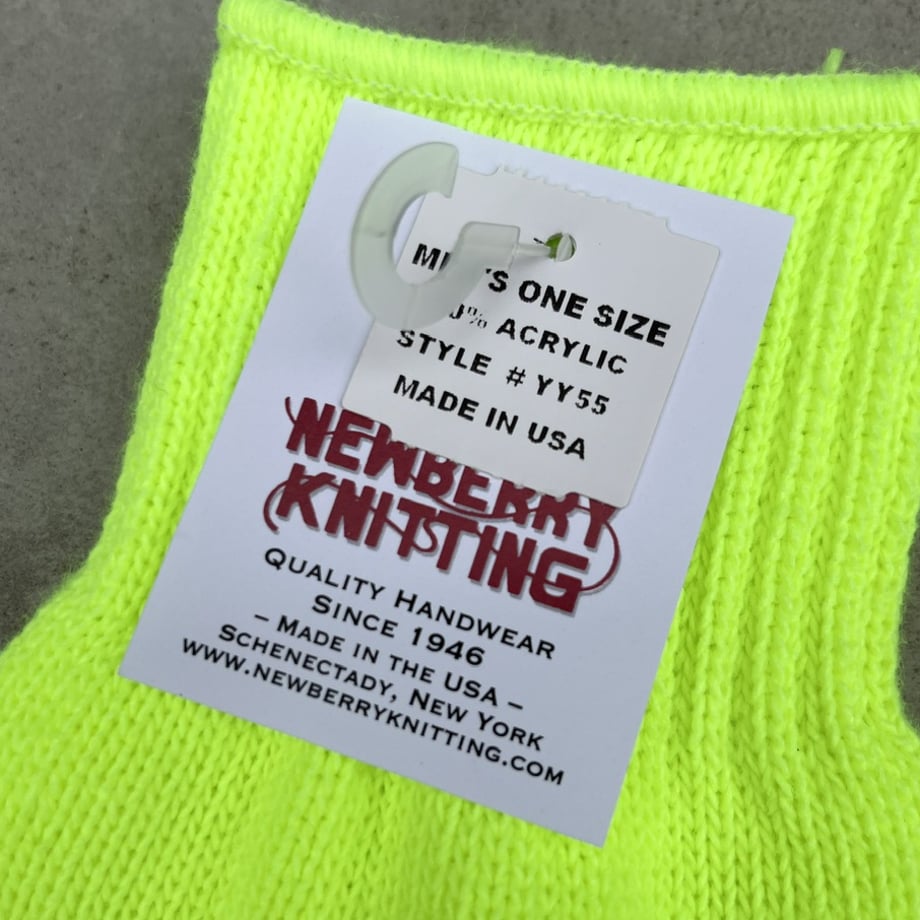 MEN'S ONE SIZE
% ACRYLIC
STYLE # YY55
MADE IN USA
NEWBERRY
KNITTING
QUALITY HANDWEAR
SINCE 1946
– MADE IN THE USA –
SCHENECTADY, NEW YORK
WWW.NEWBERRYKNITTING.COM